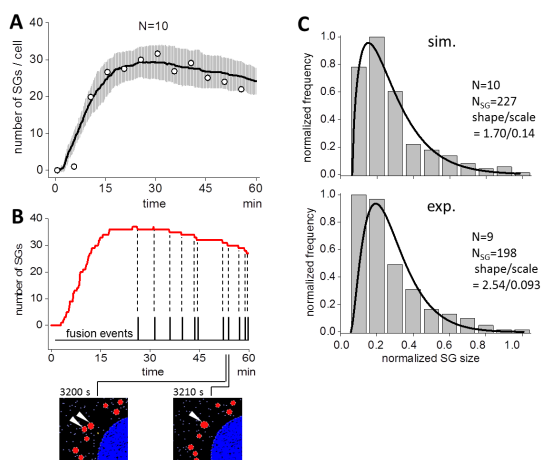 A
N=10
number of SGs / cell
40
30
20
10
0
0 15 30 45 60
time min
B
number of SGs
40
30
20
10
0
fusion events
0 15 30 45 60
time min
3200 s
3210 s
C
sim.
normalized frequency
1.0
0.8
0.6
0.4
0.2
0.0
N=10
NSG=227
shape/scale
= 1.70/0.14
exp.
normalized frequency
1.0
0.8
0.6
0.4
0.2
0.0
N=9
NSG=198
shape/scale
= 2.54/0.093
0.0 0.2 0.4 0.6 0.8 1.0
normalized SG size